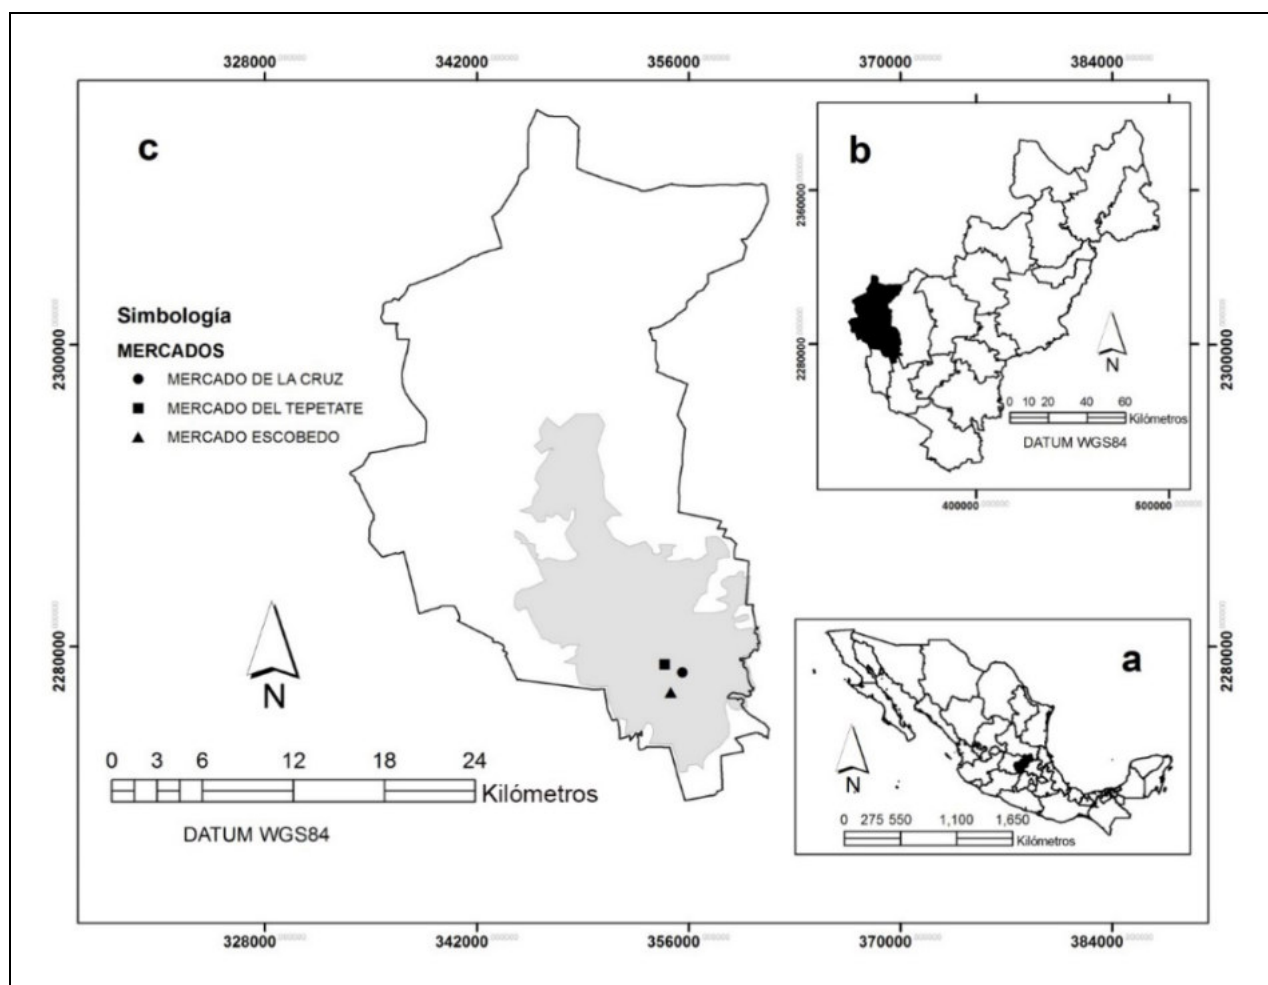 328000 342000 356000 370000 384000
c
Simbología
MERCADOS
MERCADO DE LA CRUZ
MERCADO DEL TEPETATE
MERCADO ESCOBEDO
2300000
2280000
N
0 3 6 12 18 24
Kilómetros
DATUM WGS84
b
2360000
2280000
N
0 10 20 40 60
Kilómetros
DATUM WGS84
400000 500000
2300000
2280000
a
N
0 275 550 1,100 1,650
Kilómetros
328000 342000 356000 370000 384000